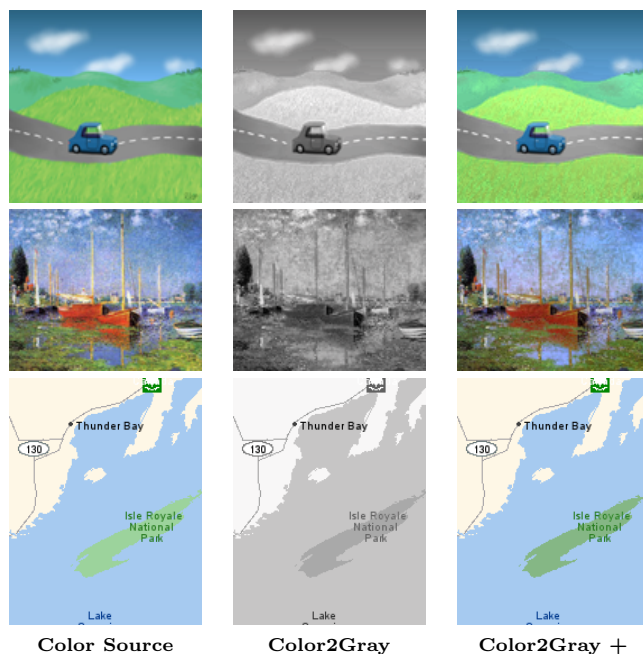 Thunder Bay
130
Isle Royale
National
Park
Lake
Thunder Bay
130
Isle Royale
National
Park
Lake
Thunder Bay
130
Isle Royale
National
Park
Lake
Color Source
Color2Gray
Color2Gray +